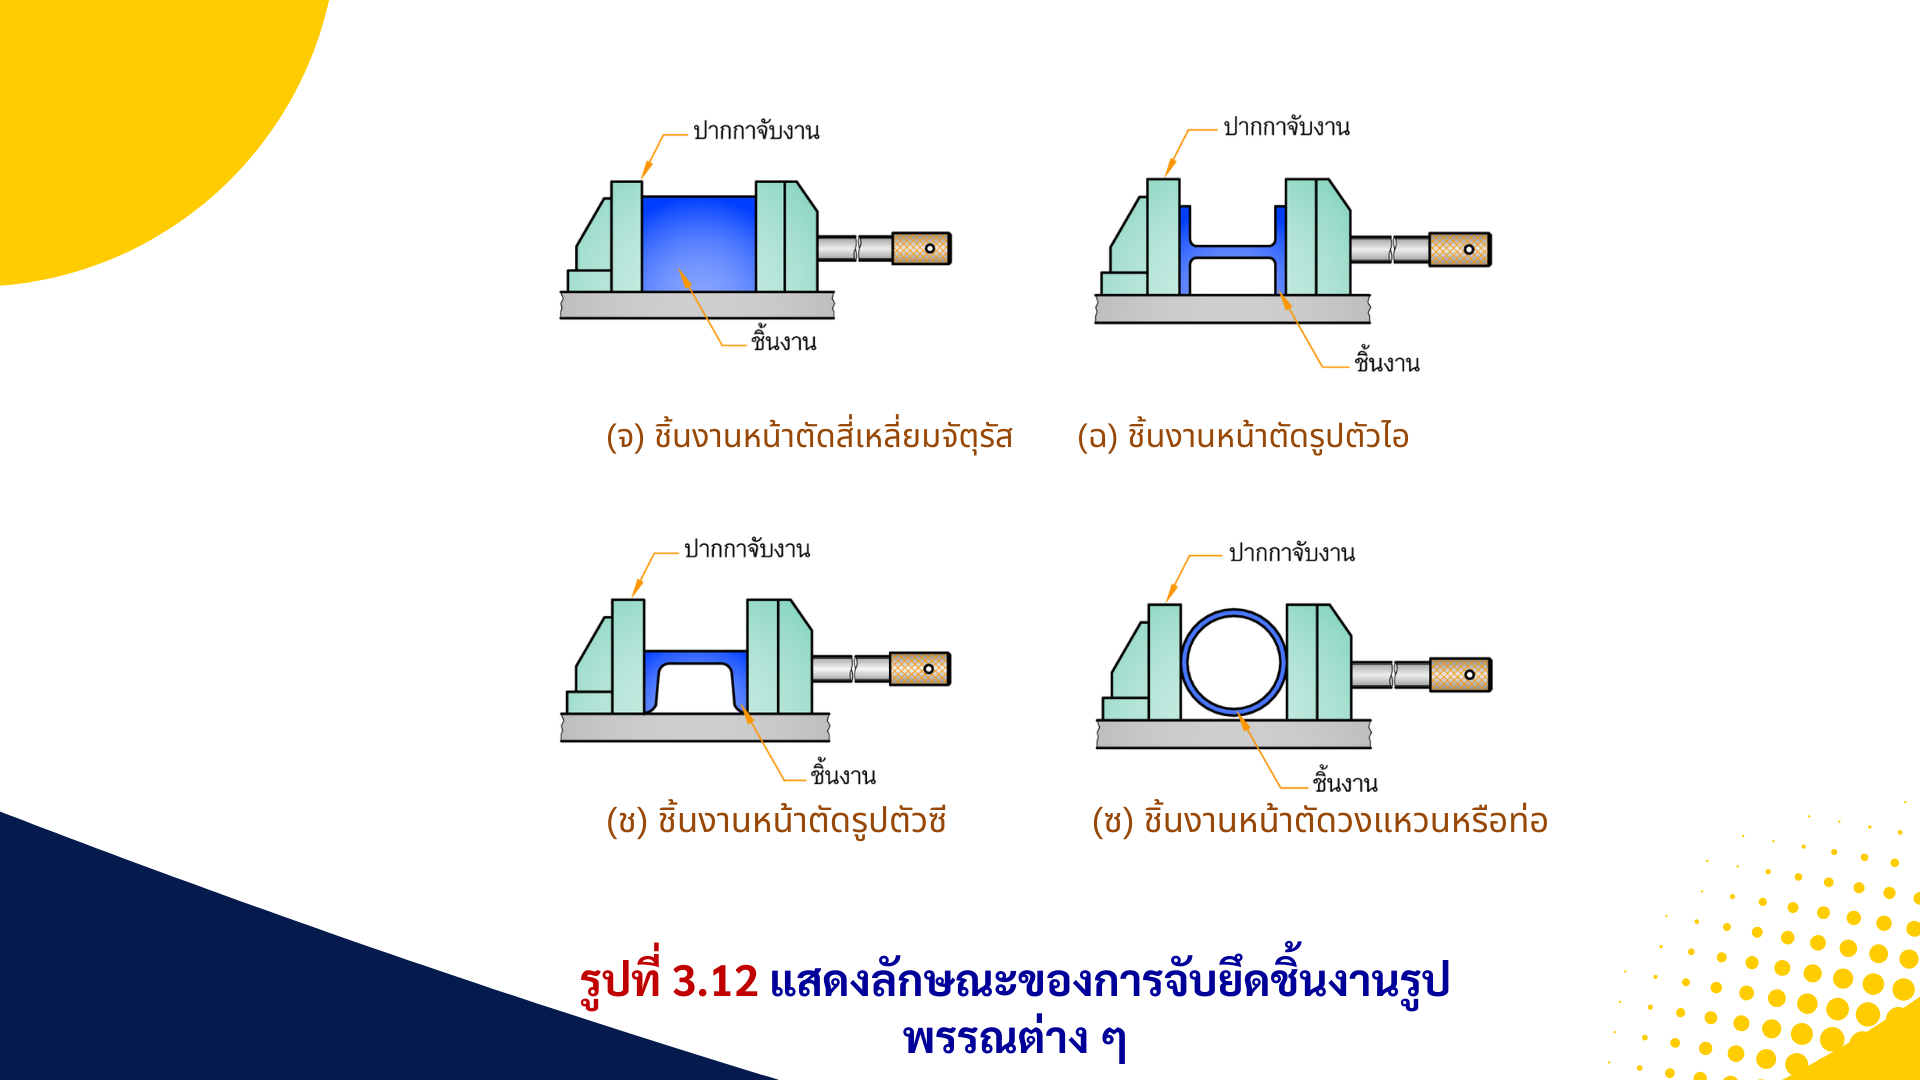 ปากกาจับงาน
ปากกาจับงาน
ชิ้นงาน
ชิ้นงาน
(จ) ชิ้นงานหน้าตัดสี่เหลี่ยมจัตุรัส
(ฉ) ชิ้นงานหน้าตัดรูปตัวไอ
ปากกาจับงาน
ปากกาจับงาน
ชิ้นงาน
ชิ้นงาน
(ช) ชิ้นงานหน้าตัดรูปตัวซี
(ซ) ชิ้นงานหน้าตัดวงแหวนหรือท่อ
รูปที่ 3.12 แสดงลักษณะของการจับยึดชิ้นงานรูป
พรรณต่าง ๆ